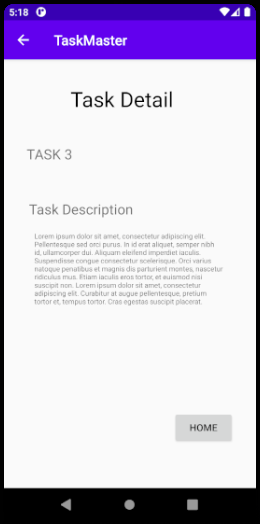 5:18
TaskMaster
Task Detail
TASK 3
Task Description
Lorem ipsum dolor sit amet, consectetur adipiscing elit.
Pellentesque sed orci purus. In id erat aliquet, semper nibh
id, ullamcorper dui. Aliquam eleifend imperdiet iaculis.
Suspendisse congue consectetur scelerisque. Orci varius
natoque penatibus et magnis dis parturient montes, nascetur
ridiculus mus. Etiam iaculis eros tortor, et euismod nisi
suscipit non. Lorem ipsum dolor sit amet, consectetur
adipiscing elit. Curabitur at augue pellentesque, pretium
tortor et, tempus tortor. Cras egestas suscipit placerat.
HOME